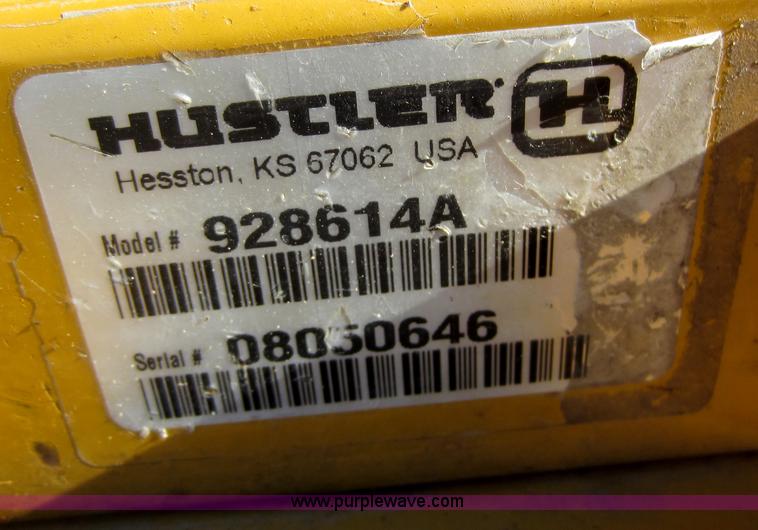 HUSTLER H
Hesston, KS 67062 USA
Model # 928614A
Serial # 08050646
www.purplewave.com